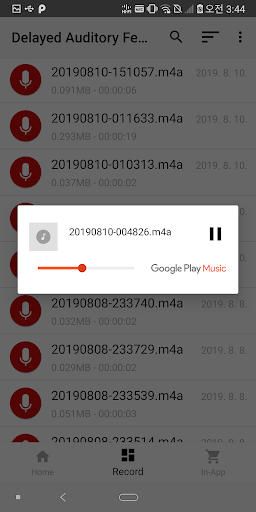 오전 3:44
Delayed Auditory Fe...
20190810-151057.m4a
2019. 8. 10.
0.091MB - 00:00:06
20190810-011633.m4a
2019. 8. 10.
0.293MB - 00:00:19
20190810-010313.m4a
2019. 8. 10.
0.037MB - 00:00:02
20190810-004826.m4a
Google Play Music
20190808-233740.m4a
2019. 8. 8.
0.032MB - 00:00:02
20190808-233729.m4a
2019. 8. 8.
0.029MB - 00:00:02
20190808-233539.m4a
2019. 8. 8.
0.051MB - 00:00:03
20190808-233514.m4a
2019. 8. 8.
Home
Record
In-App